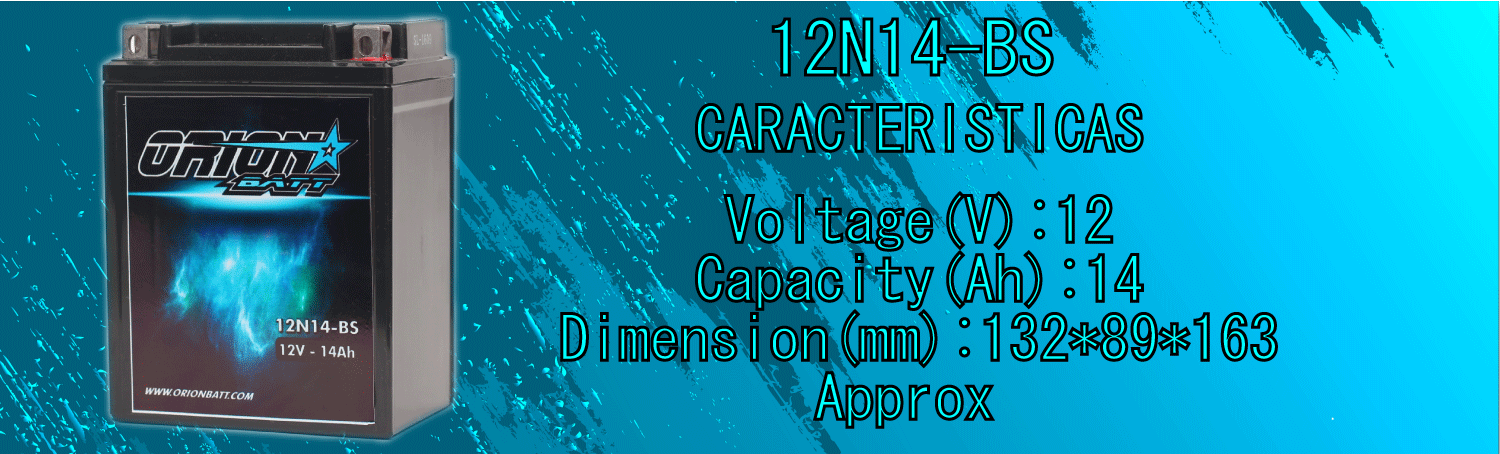 ORION
BATT
12N14-BS
12V - 14Ah
WWW.ORIONBATT.COM
12N14-BS
CARACTERISTICAS
Voltage(V):12
Capacity(Ah):14
Dimension(mm):132*89*163
Approx